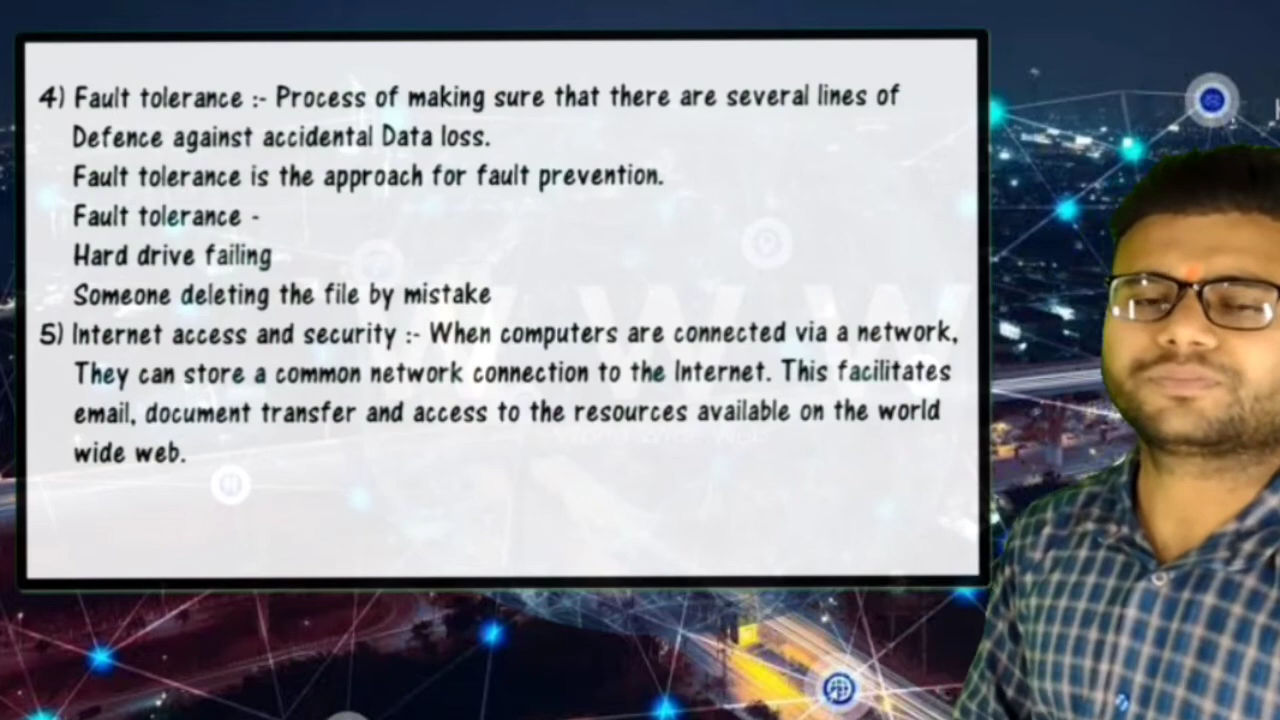 4) Fault tolerance :- Process of making sure that there are several lines of
Defence against accidental Data loss.
Fault tolerance is the approach for fault prevention.
Fault tolerance -
Hard drive failing
Someone deleting the file by mistake
5) Internet access and security :- When computers are connected via a network,
They can store a common network connection to the Internet. This facilitates
email, document transfer and access to the resources available on the world
wide web.